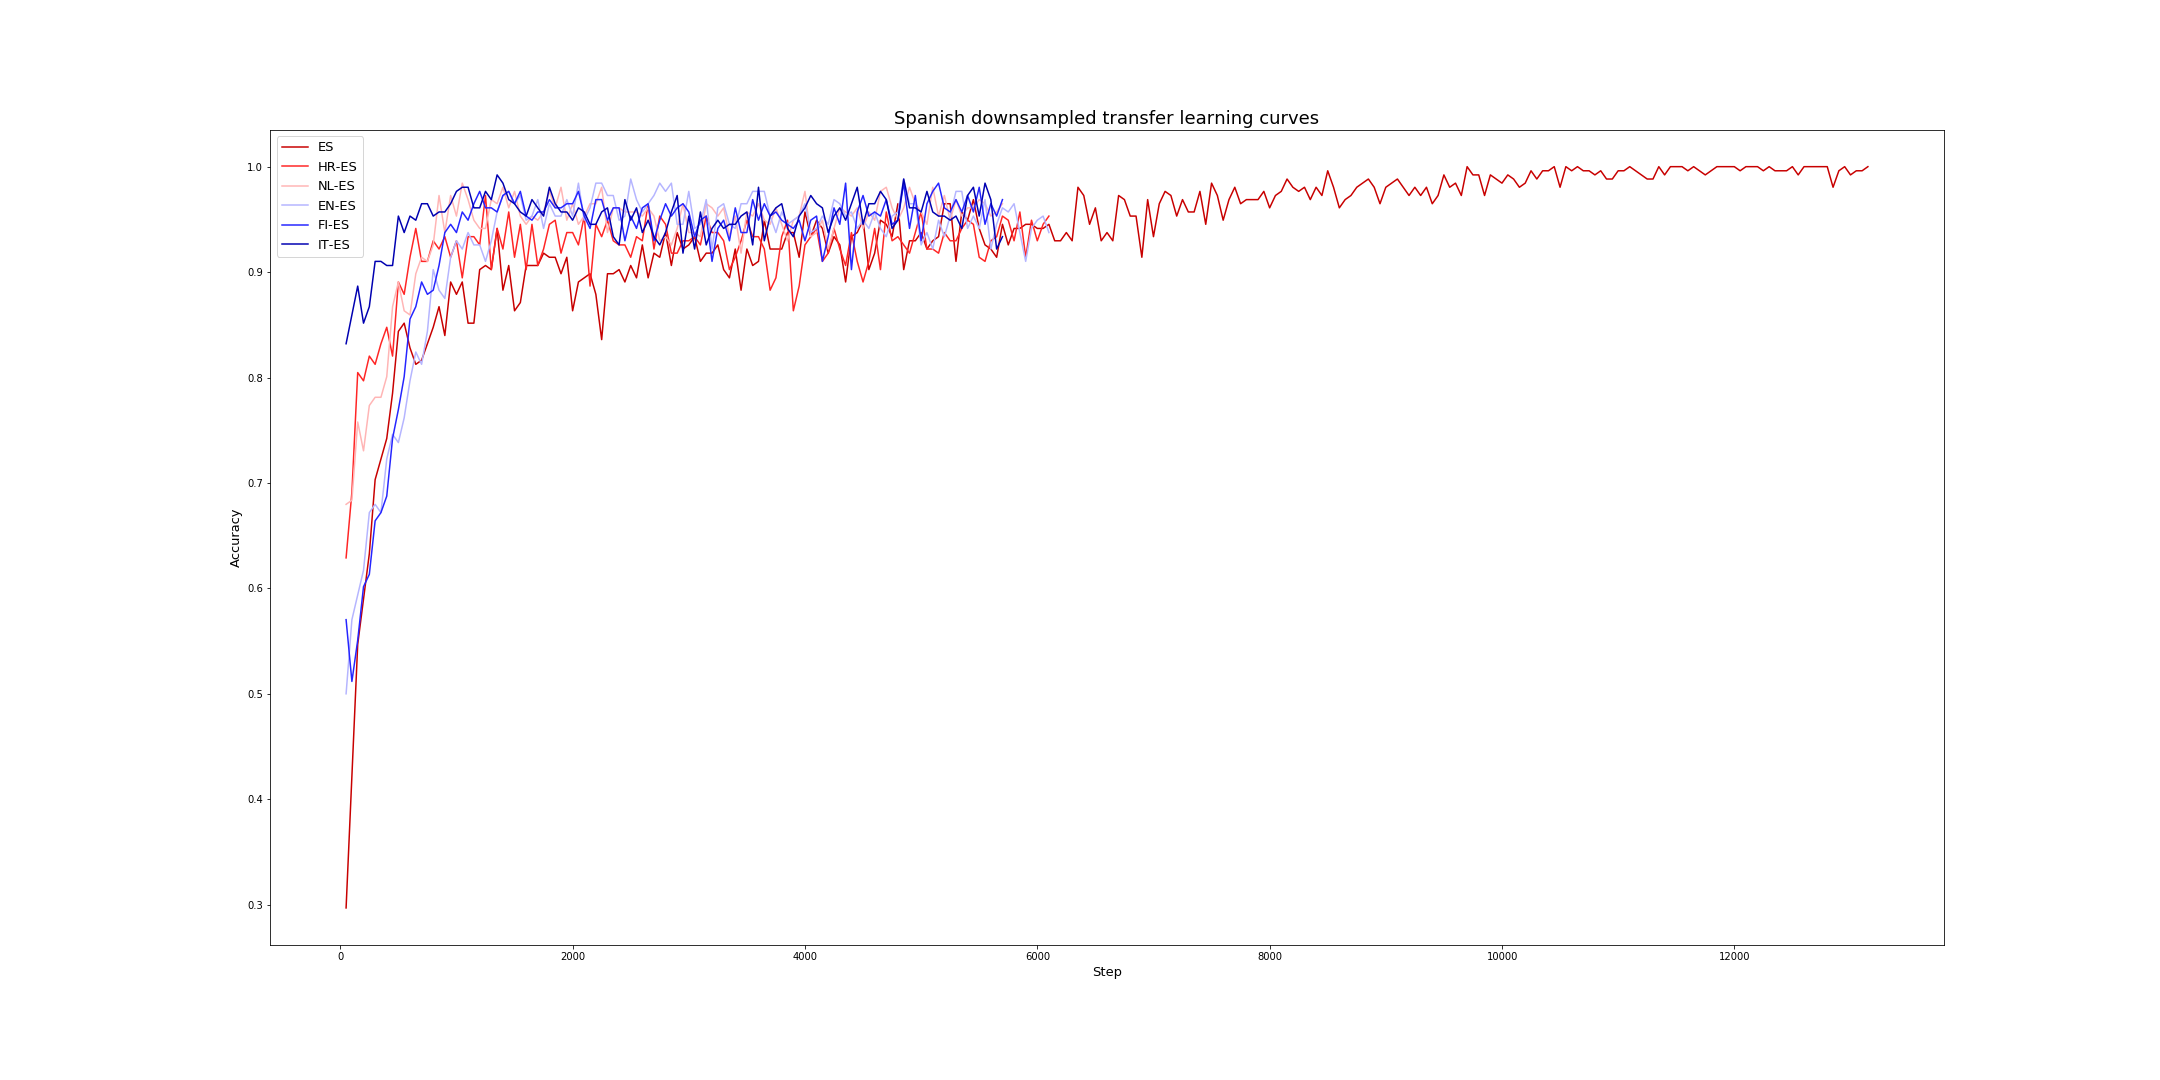 Spanish downsampled transfer learning curves
ES
HR-ES
NL-ES
EN-ES
FI-ES
IT-ES
1.0
0.9
0.8
0.7
0.6
0.5
0.4
0.3
Accuracy
0 2000 4000 6000 8000 10000 12000
Step